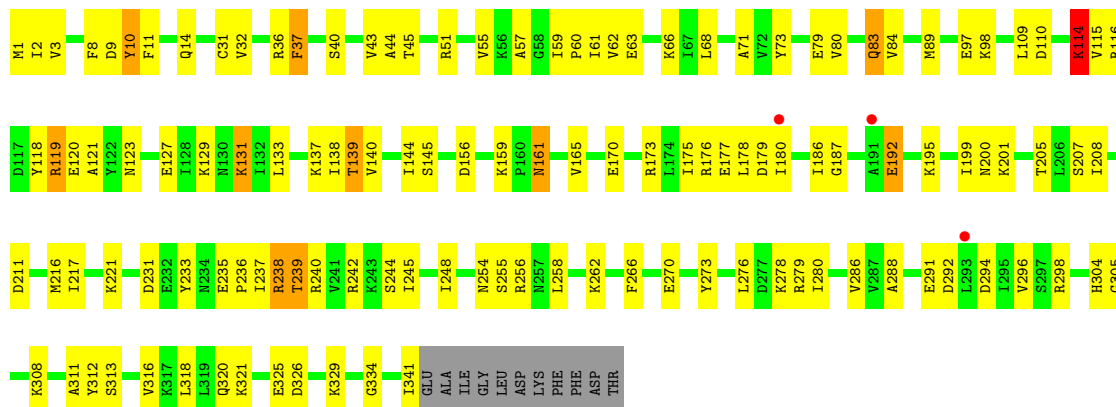 M1 I2 V3 F8 D9 Y10 F11 Q14 C31 V32 R36 F37 S40 V43 A44 T45 R51 V55 K56 A57 G58 I59 P60 I61 V62 E63 K66 I67 L68 A71 V72 Y73 E79 V80 Q83 V84 M89 E97 K98 L109 D110 K114 V115
D117 Y118 R119 E120 A121 Y122 N123 E127 I128 K129 N130 K131 I132 L133 K137 I138 T139 V140 I144 S145 D156 K159 P160 N161 V165 E170 R173 L174 I175 R176 E177 L178 D179 I180 I186 G187 A191 E192 K195 I199 N200 K201 T205 L206 S207 I208
D211 M216 I217 K221 D231 E232 Y233 N234 E235 P236 I237 R238 T239 R240 V241 R242 K243 S244 I245 I248 N254 S255 R256 N257 L258 K262 F266 E270 Y273 L276 D277 K278 R279 I280 V286 V287 A288 E291 D292 L293 D294 I295 V296 S297 R298 H304
K308 A311 Y312 S313 V316 K317 L318 L319 Q320 K321 E325 D326 K329 G334 I341 GLU ALA ILE GLY LEU ASP LYS PHE PHE ASP THR